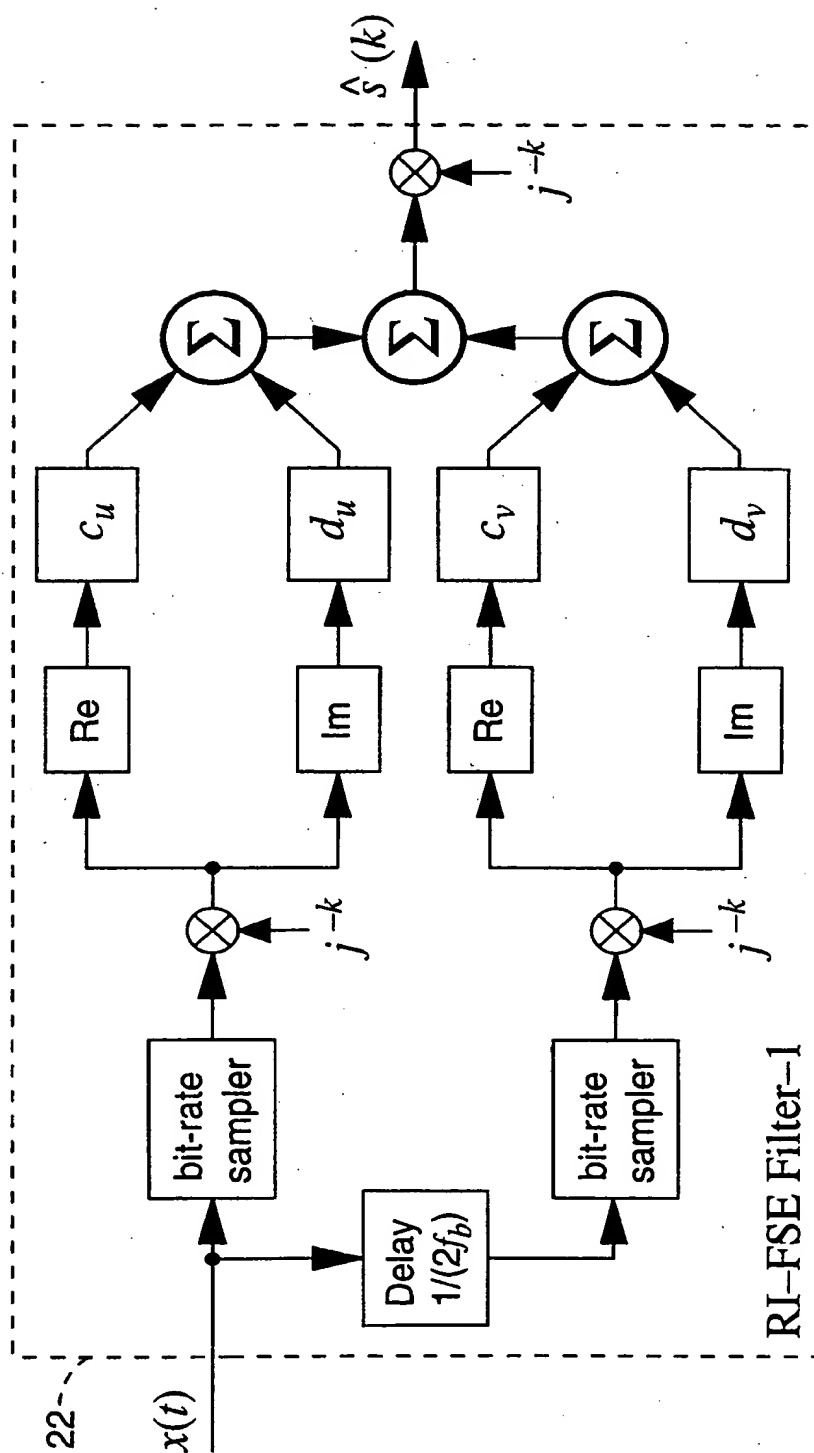 22
x(t)
bit-rate
sampler
j⁻ᵏ
Re
c_u
Im
d_u
Σ
Delay
1/(2f_b)
bit-rate
sampler
j⁻ᵏ
Re
c_v
Im
d_v
Σ
Σ
j⁻ᵏ
ŝ(k)
RI–FSE Filter–1